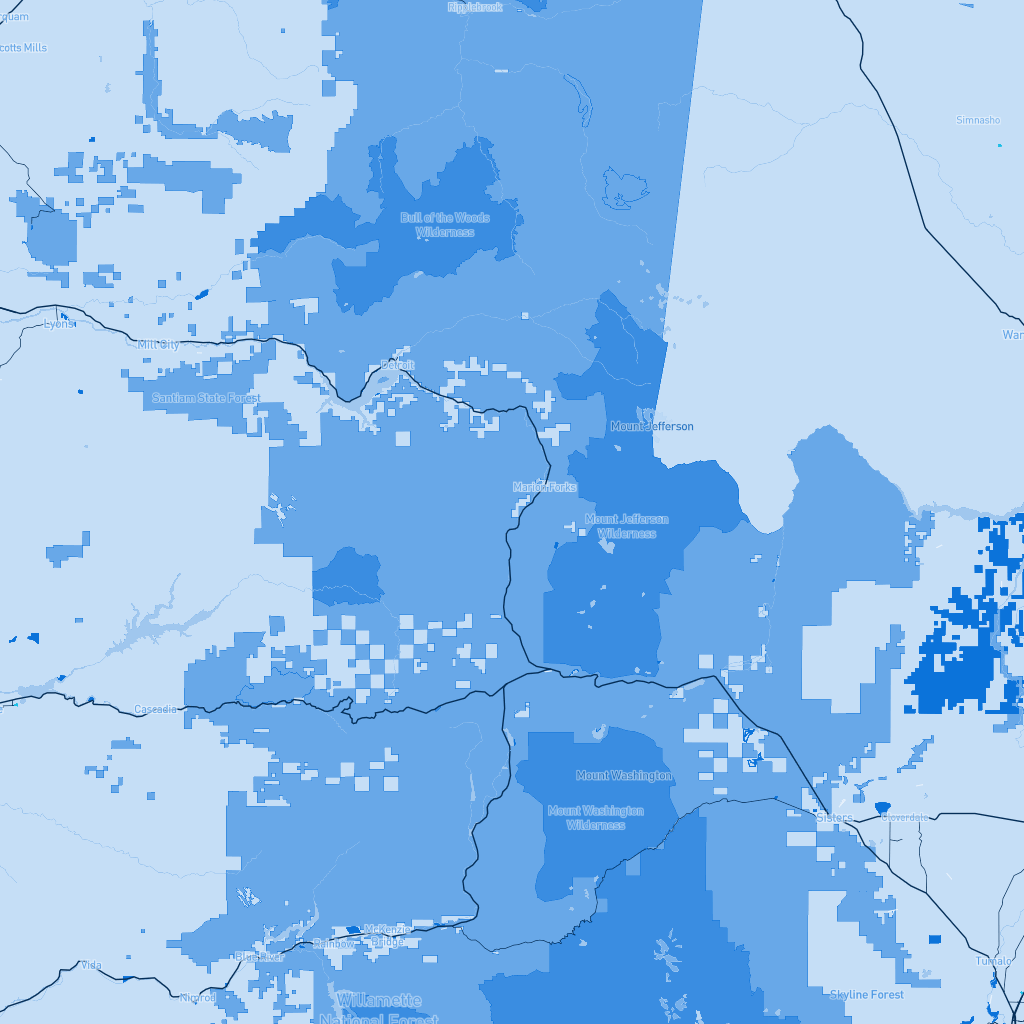 Ripplebrook
quam
cotts Mills
Simnasho
Bull of the Woods
Wilderness
Lyons
Mill City
War
Detroit
Santiam State Forest
Mount Jefferson
Marion Forks
Mount Jefferson
Wilderness
Cascadia
Mount Washington
Mount Washington
Wilderness
Sisters
Cloverdale
McKenzie
Bridge
Rainbow
Blue River
Vida
Nimrod
Tumalo
Skyline Forest
Willamette
National Forest